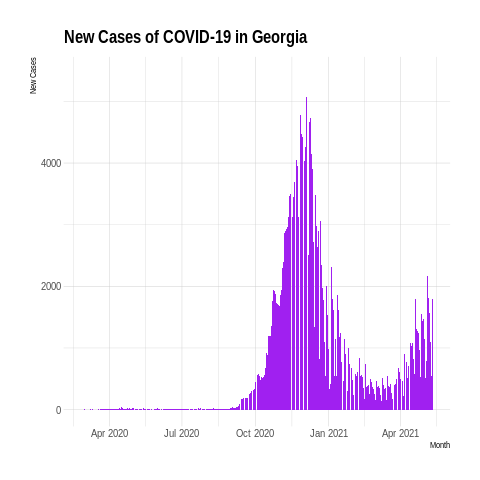 New Cases of COVID-19 in Georgia
New Cases
4000
2000
0
Apr 2020
Jul 2020
Oct 2020
Jan 2021
Apr 2021
Month